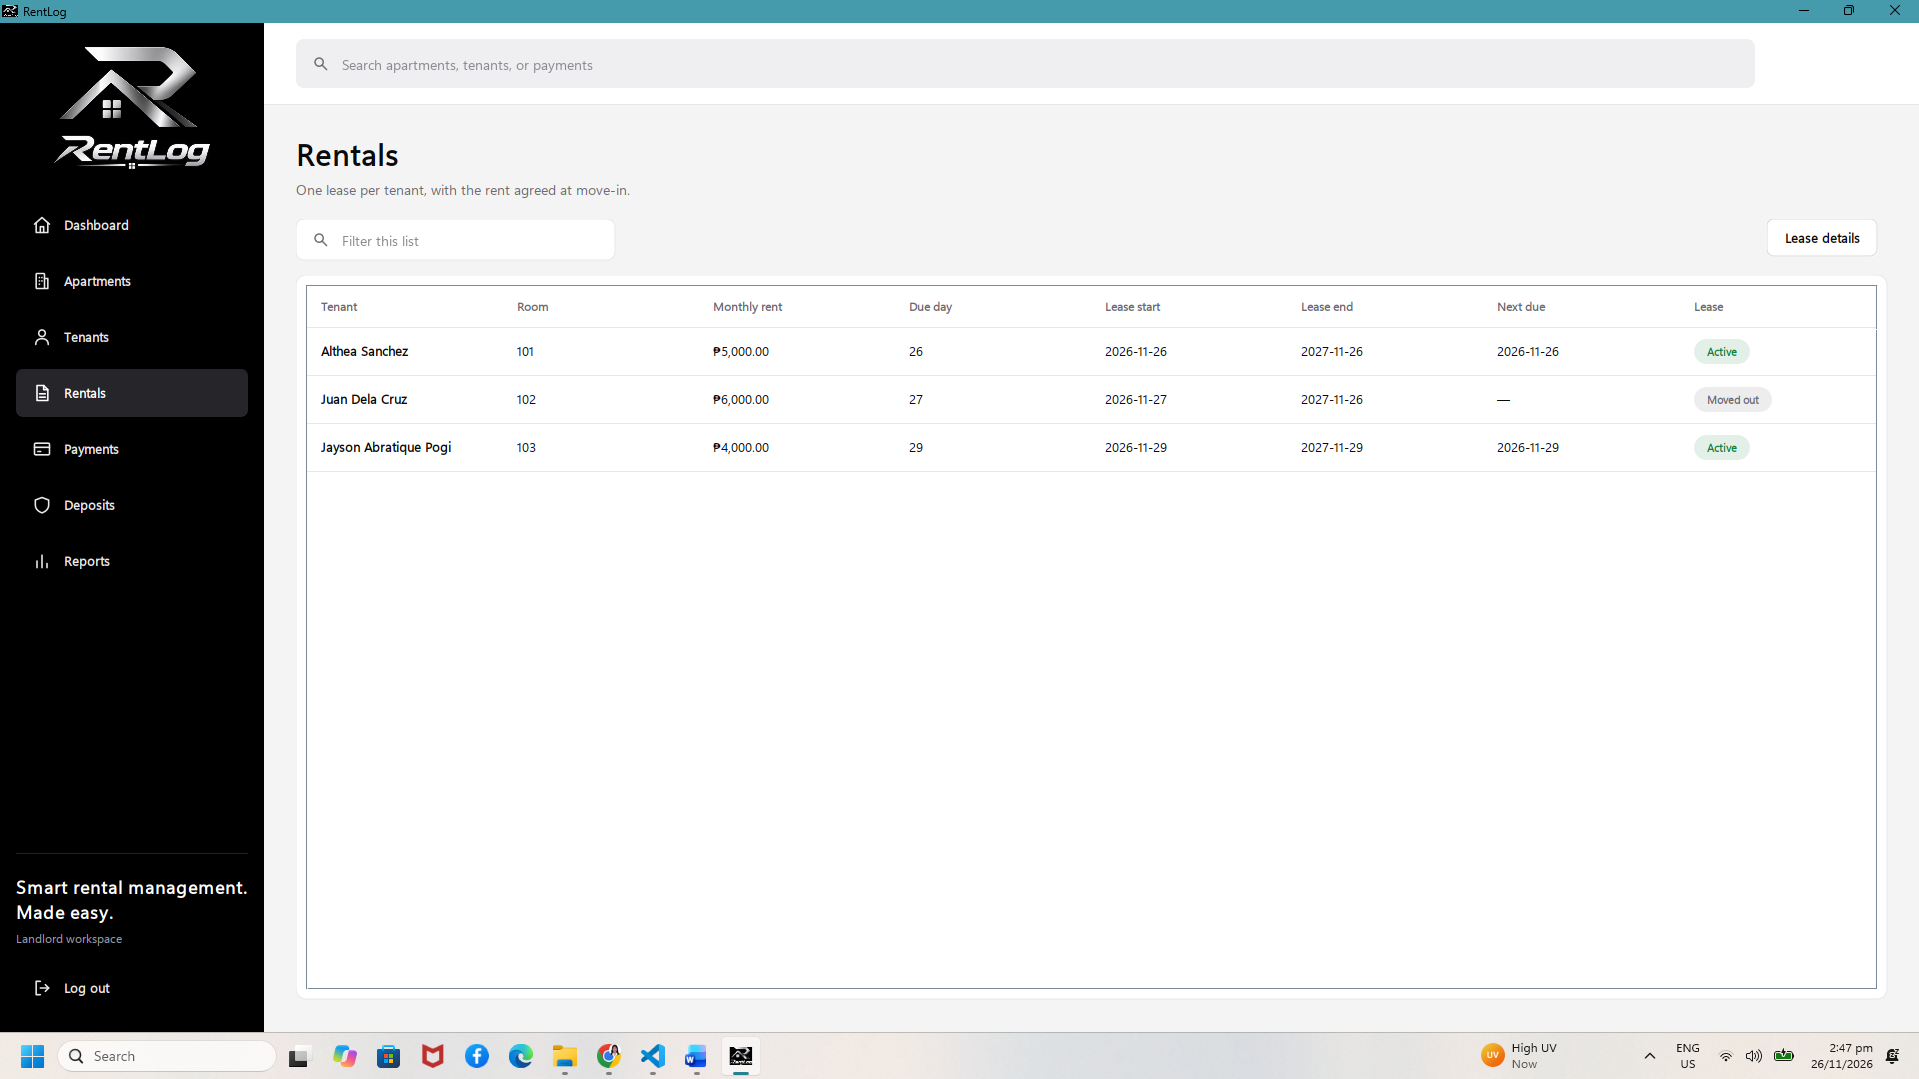 RentLog
RentLog
Search apartments, tenants, or payments
Dashboard
Apartments
Tenants
Rentals
Payments
Deposits
Reports
Rentals
One lease per tenant, with the rent agreed at move-in.
Filter this list
Lease details
Tenant Room Monthly rent Due day Lease start Lease end Next due Lease
Althea Sanchez 101 ₱5,000.00 26 2026-11-26 2027-11-26 2026-11-26 Active
Juan Dela Cruz 102 ₱6,000.00 27 2026-11-27 2027-11-26 — Moved out
Jayson Abratique Pogi 103 ₱4,000.00 29 2026-11-29 2027-11-29 2026-11-29 Active
Smart rental management.
Made easy.
Landlord workspace
Log out
Search
UV
High UV
Now
ENG
US
2:47 pm
26/11/2026